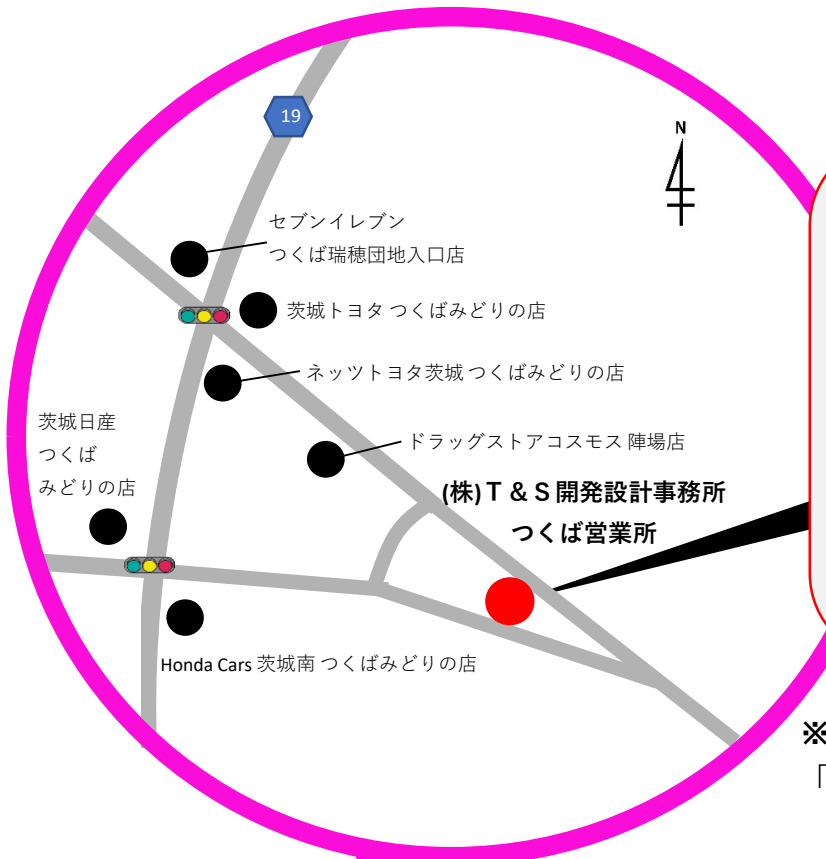 19
N
セブンイレブン
つくば瑞穂団地入口店
茨城トヨタ つくばみどりの店
ネッツトヨタ茨城 つくばみどりの店
茨城日産
つくば
みどりの店
ドラッグストアコスモス 陣場店
(株)Ｔ＆Ｓ開発設計事務所
つくば営業所
Honda Cars 茨城南 つくばみどりの店
※
「